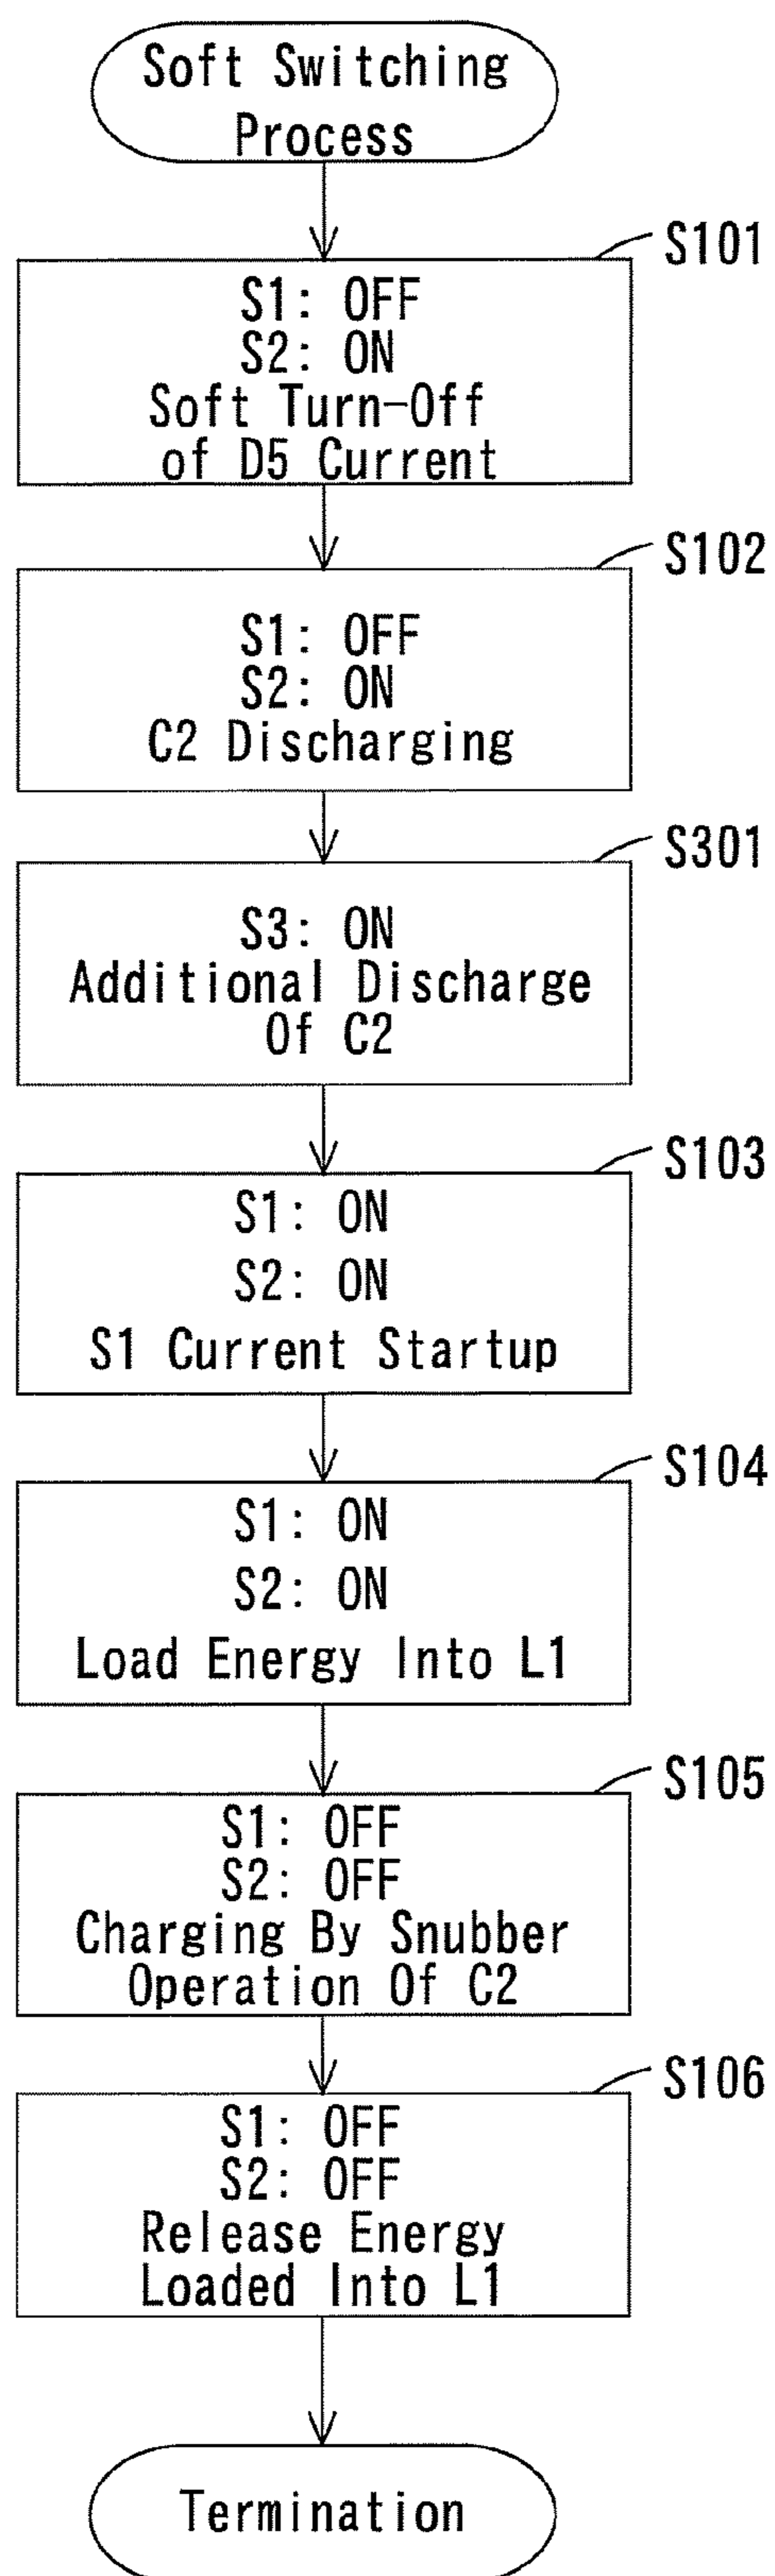 Soft Switching
Process
S101
S1: OFF
S2: ON
Soft Turn-Off
of D5 Current
S102
S1: OFF
S2: ON
C2 Discharging
S301
S3: ON
Additional Discharge
Of C2
S103
S1: ON
S2: ON
S1 Current Startup
S104
S1: ON
S2: ON
Load Energy Into L1
S105
S1: OFF
S2: OFF
Charging By Snubber
Operation Of C2
S106
S1: OFF
S2: OFF
Release Energy
Loaded Into L1
Termination